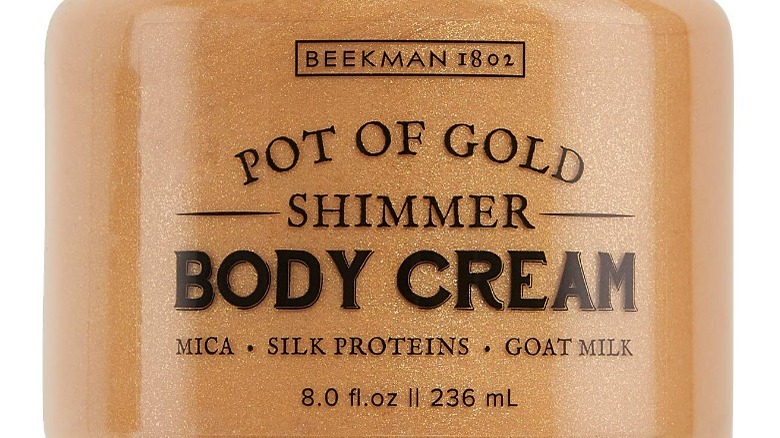 BEEKMAN 1802
POT OF GOLD
SHIMMER
BODY CREAM
MICA • SILK PROTEINS • GOAT MILK
8.0 fl.oz || 236 mL